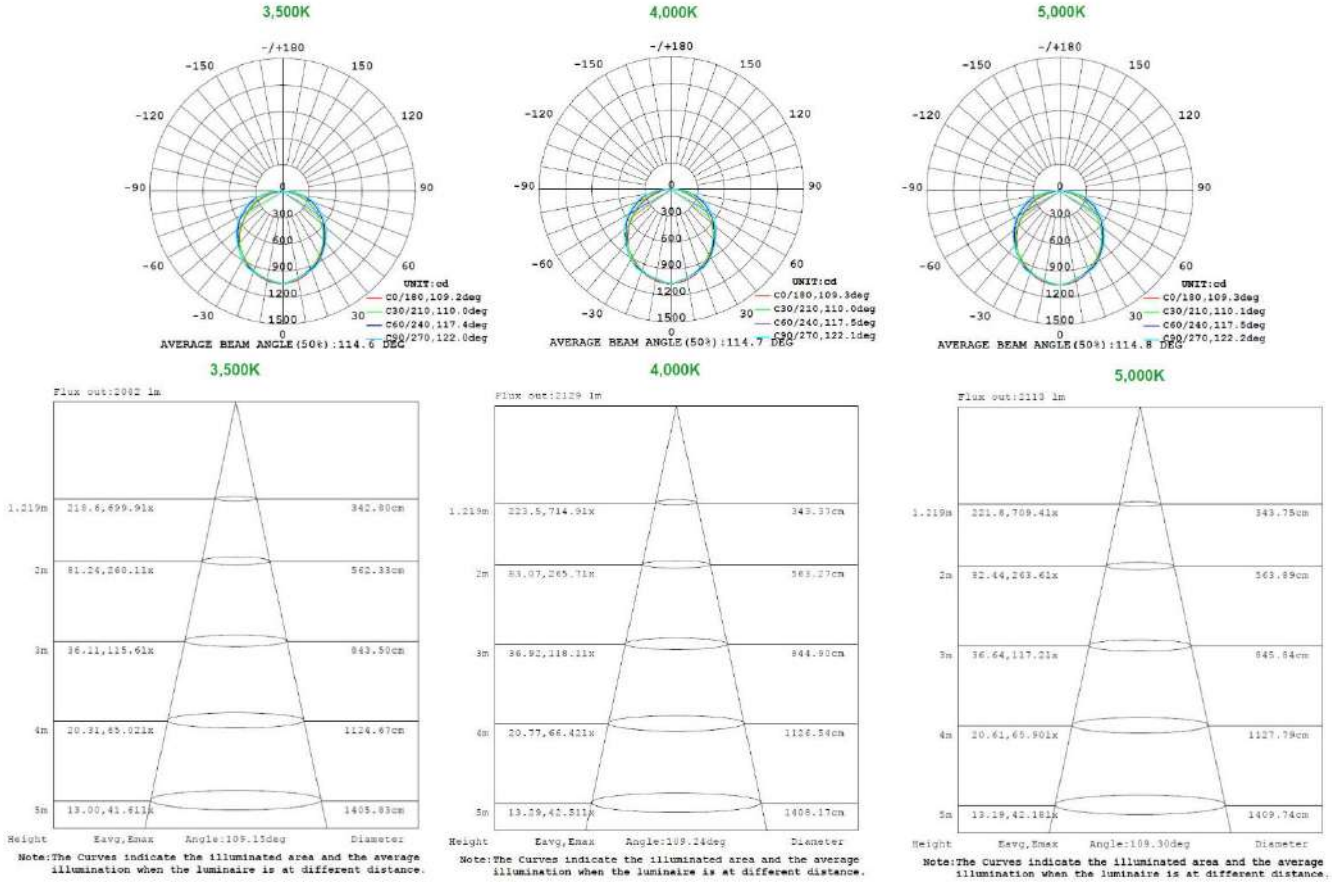 3,500K
4,000K
5,000K
-/+180
-150
150
-120
120
-90
90
0
300
600
900
1200
1500
-60
60
-30
30
0
UNIT:cd
C0/180,109.2deg
C30/210,110.0deg
C60/240,117.4deg
C90/270,122.0deg
AVERAGE BEAM ANGLE(50%):114.6 DEG
-/+180
-150
150
-120
120
-90
90
0
300
600
900
1200
1500
-60
60
-30
30
0
UNIT:cd
C0/180,109.3deg
C30/210,110.0deg
C60/240,117.5deg
C90/270,122.1deg
AVERAGE BEAM ANGLE(50%):114.7 DEG
-/+180
-150
150
-120
120
-90
90
0
300
600
900
1200
1500
-60
60
-30
30
0
UNIT:cd
C0/180,109.3deg
C30/210,110.1deg
C60/240,117.5deg
C90/270,122.2deg
AVERAGE BEAM ANGLE(50%):114.8 DEG
3,500K
Flux out:2082 lm
1.219m 218.6,699.9lx 342.80cm
2m 81.24,260.1lx 562.33cm
3m 36.11,115.6lx 843.50cm
4m 20.31,65.02lx 1124.67cm
5m 13.00,41.61lx 1405.83cm
Height Eavg,Emax Angle:109.15deg Diameter
Note:The Curves indicate the illuminated area and the average
illumination when the luminaire is at different distance.
4,000K
Flux out:2129 lm
1.219m 223.5,714.9lx 343.37cm
2m 83.07,265.7lx 563.27cm
3m 36.92,118.1lx 844.90cm
4m 20.77,66.42lx 1126.54cm
5m 13.29,42.51lx 1408.17cm
Height Eavg,Emax Angle:109.24deg Diameter
Note:The Curves indicate the illuminated area and the average
illumination when the luminaire is at different distance.
5,000K
Flux out:2113 lm
1.219m 221.8,709.4lx 343.75cm
2m 82.44,263.6lx 563.89cm
3m 36.64,117.2lx 845.84cm
4m 20.61,65.90lx 1127.79cm
5m 13.19,42.18lx 1409.74cm
Height Eavg,Emax Angle:109.30deg Diameter
Note:The Curves indicate the illuminated area and the average
illumination when the luminaire is at different distance.